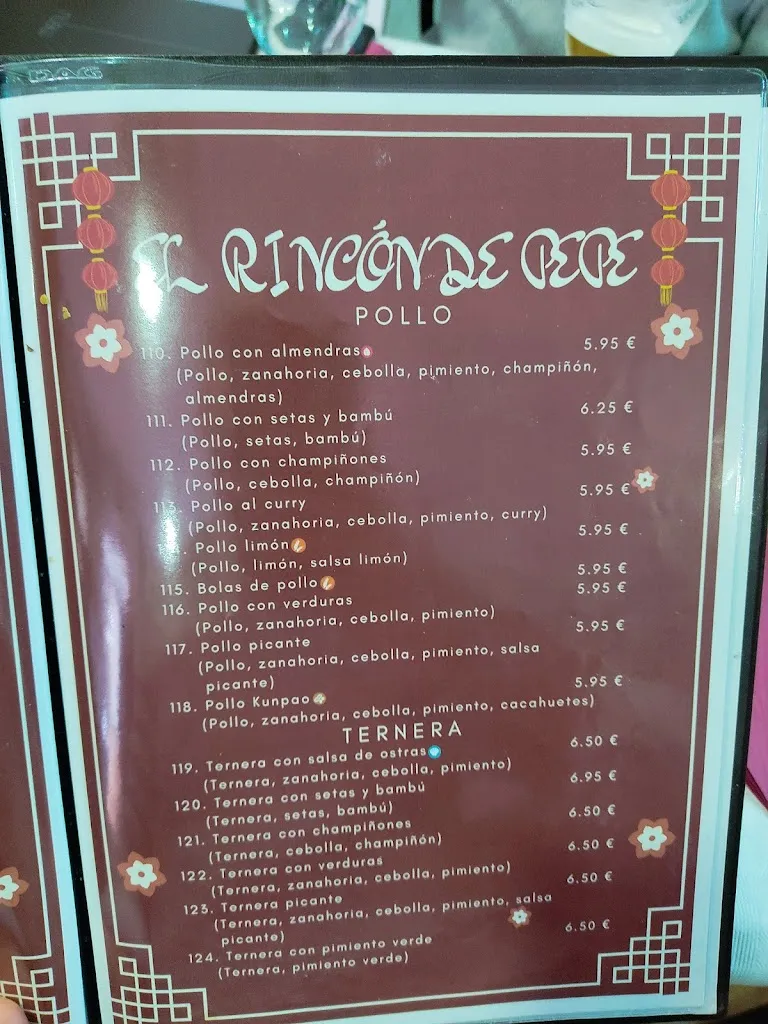 EL RINCÓN DE PEPE
POLLO
110. Pollo con almendras 5.95 €
(Pollo, zanahoria, cebolla, pimiento, champiñón,
almendras)
111. Pollo con setas y bambú 6.25 €
(Pollo, setas, bambú)
112. Pollo con champiñones 5.95 €
(Pollo, cebolla, champiñón)
113. Pollo al curry 5.95 €
(Pollo, zanahoria, cebolla, pimiento, curry)
. Pollo limón 5.95 €
(Pollo, limón, salsa limón)
115. Bolas de pollo 5.95 €
116. Pollo con verduras 5.95 €
(Pollo, zanahoria, cebolla, pimiento)
117. Pollo picante 5.95 €
(Pollo, zanahoria, cebolla, pimiento, salsa
picante)
118. Pollo Kunpao 5.95 €
(Pollo, zanahoria, cebolla, pimiento, cacahuetes)
TERNERA
119. Ternera con salsa de ostras 6.50 €
(Ternera, zanahoria, cebolla, pimiento)
120. Ternera con setas y bambú 6.95 €
(Ternera, setas, bambú)
121. Ternera con champiñones 6.50 €
(Ternera, cebolla, champiñón)
122. Ternera con verduras 6.50 €
(Ternera, zanahoria, cebolla, pimiento)
123. Ternera picante 6.50 €
(Ternera, zanahoria, cebolla, pimiento, salsa
picante)
124. Ternera con pimiento verde 6.50 €
(Ternera, pimiento verde)